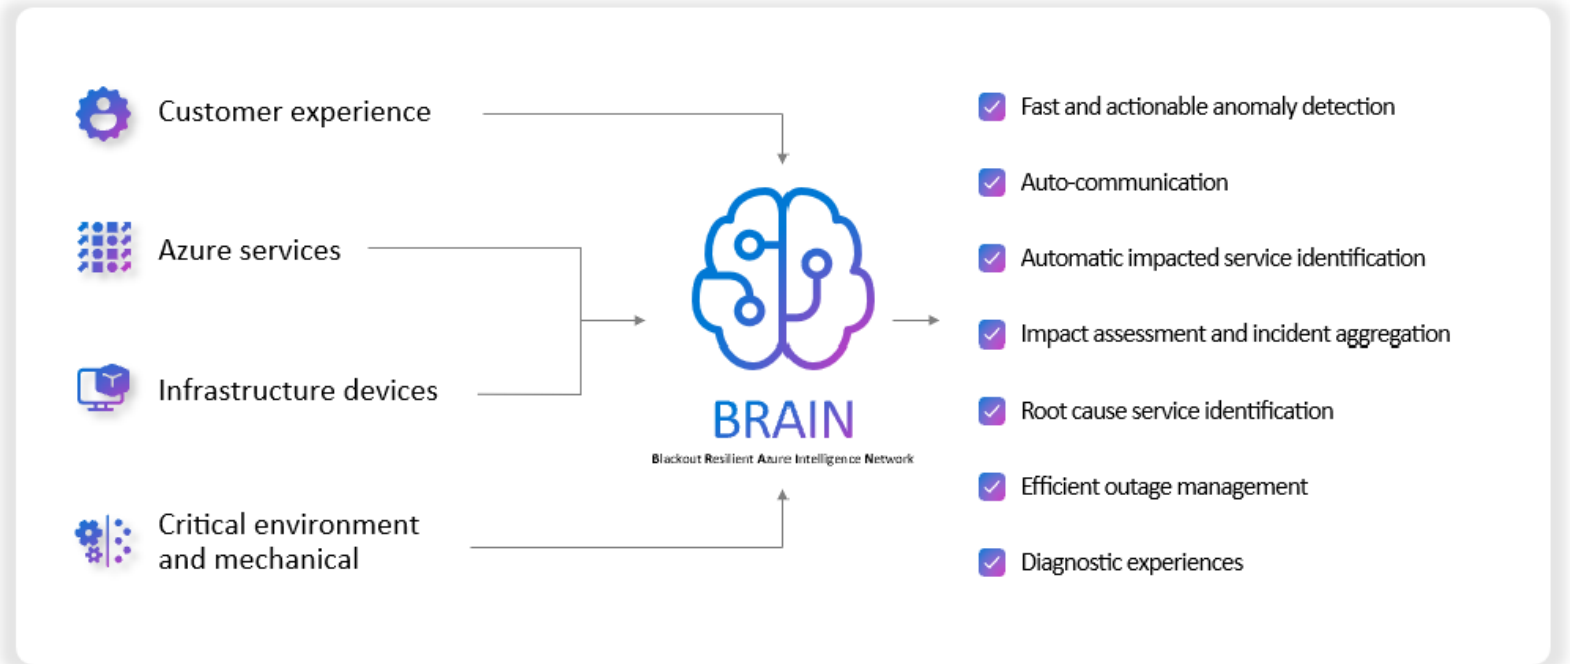 Customer experience
Azure services
Infrastructure devices
Critical environment
and mechanical
BRAIN
Blackout Resilient Azure Intelligence Network
Fast and actionable anomaly detection
Auto-communication
Automatic impacted service identification
Impact assessment and incident aggregation
Root cause service identification
Efficient outage management
Diagnostic experiences